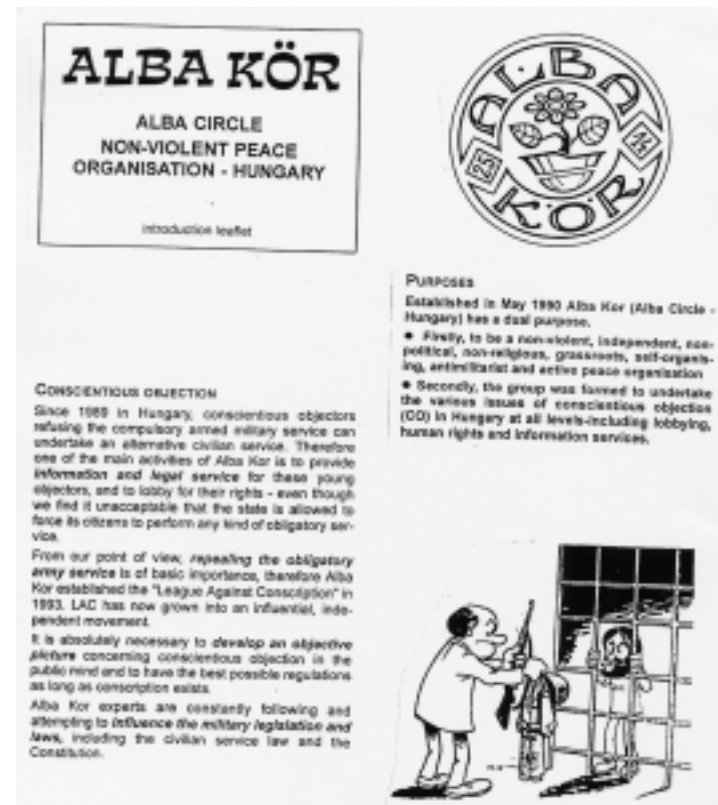 ALBA KÖR
ALBA CIRCLE
NON-VIOLENT PEACE
ORGANISATION - HUNGARY
introduction leaflet
CONSCIENTIOUS OBJECTION
Since 1989 in Hungary, conscientious objectors
refusing the compulsory armed military service can
undertake an alternative civilian service. Therefore
one of the main activities of Alba Kor is to provide
information and legal service for these young
objectors, and to lobby for their rights - even though
we find it unacceptable that the state is allowed to
force its citizens to perform any kind of obligatory ser-
vice.
From our point of view, repealing the obligatory
army service is of basic importance, therefore Alba
Kor established the "League Against Conscription" in
1993. LAC has now grown into an influential, inde-
pendent movement.
It is absolutely necessary to develop an objective
picture concerning conscientious objection in the
public mind and to have the best possible regulations
as long as conscription exists.
Alba Kor experts are constantly following and
attempting to influence the military legislation and
laws, including the civilian service law and the
Constitution.
ALBA
25
KÖR
PURPOSES
Established in May 1990 Alba Kor (Alba Circle -
Hungary) has a dual purpose.
● Firstly, to be a non-violent, independent, non-
political, non-religious, grassroots, self-organis-
ing, antimilitarist and active peace organisation
● Secondly, the group was formed to undertake
the various issues of conscientious objection
(CO) in Hungary at all levels-including lobbying,
human rights and information services.